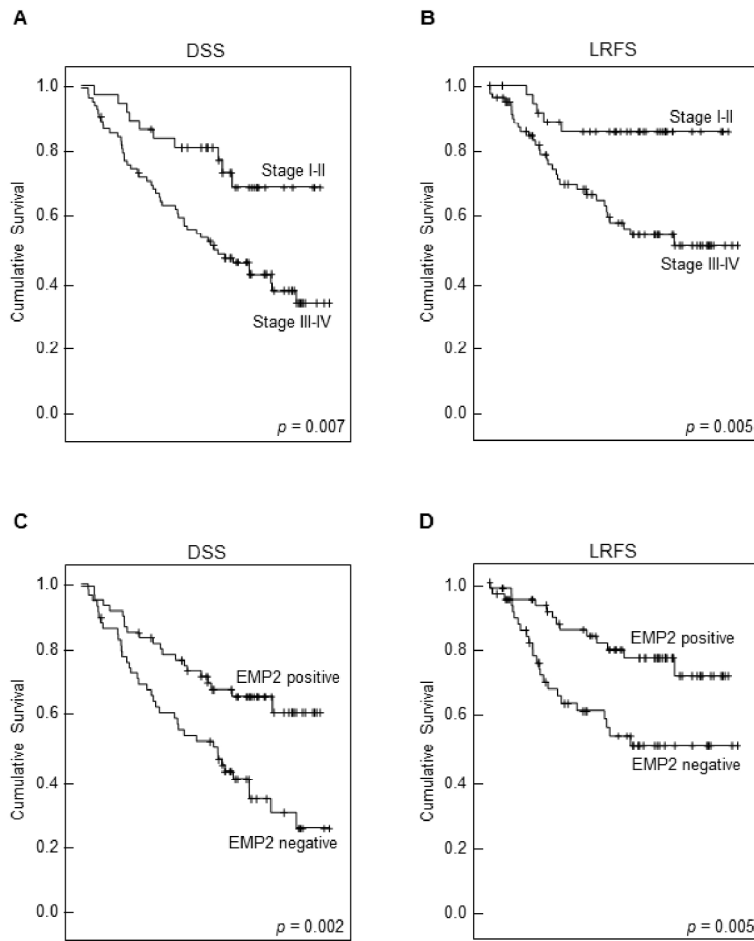 A
DSS
Cumulative Survival
1.0
0.8
0.6
0.4
0.2
0.0
Stage I-II
Stage III-IV
p = 0.007
B
LRFS
Cumulative Survival
1.0
0.8
0.6
0.4
0.2
0.0
Stage I-II
Stage III-IV
p = 0.005
C
DSS
Cumulative Survival
1.0
0.8
0.6
0.4
0.2
0.0
EMP2 positive
EMP2 negative
p = 0.002
D
LRFS
Cumulative Survival
1.0
0.8
0.6
0.4
0.2
0.0
EMP2 positive
EMP2 negative
p = 0.005